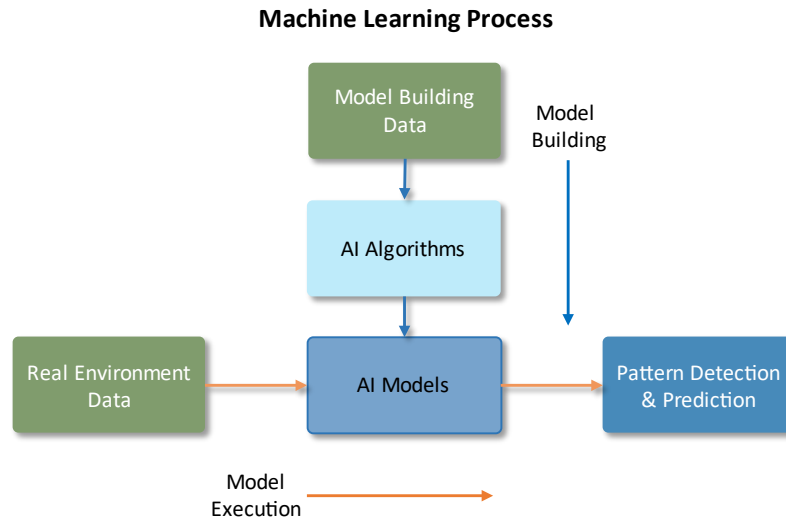 Machine Learning Process
Model Building
Data
Model
Building
AI Algorithms
Real Environment
Data
AI Models
Pattern Detection
& Prediction
Model
Execution